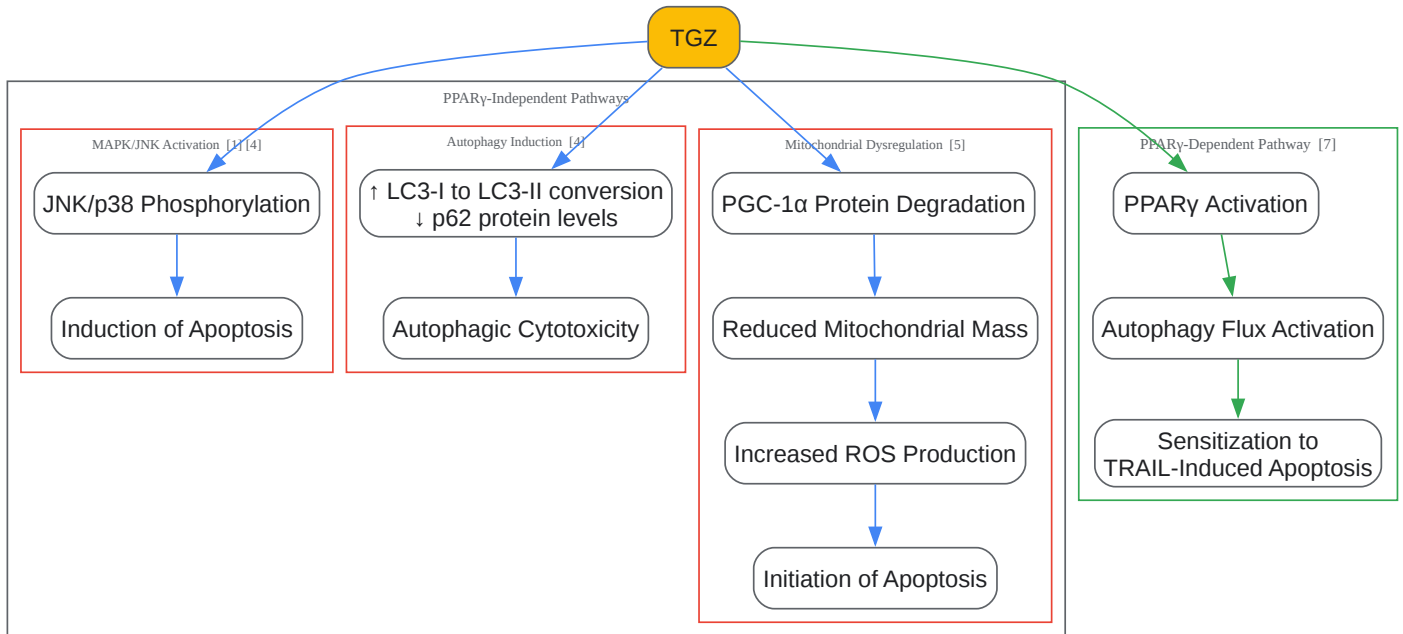 TGZ
PPARγ-Independent Pathways
MAPK/JNK Activation [1] [4]
JNK/p38 Phosphorylation
Induction of Apoptosis
Autophagy Induction [4]
↑ LC3-I to LC3-II conversion
↓ p62 protein levels
Autophagic Cytotoxicity
Mitochondrial Dysregulation [5]
PGC-1α Protein Degradation
Reduced Mitochondrial Mass
Increased ROS Production
Initiation of Apoptosis
PPARγ-Dependent Pathway [7]
PPARγ Activation
Autophagy Flux Activation
Sensitization to
TRAIL-Induced Apoptosis